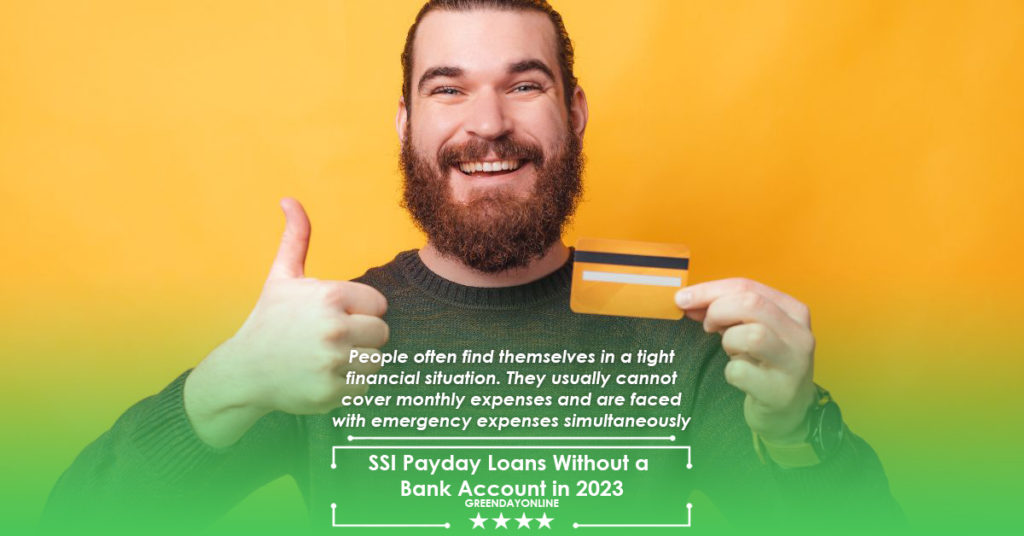 People often find themselves in a tight
financial situation. They usually cannot
cover monthly expenses and are faced
with emergency expenses simultaneously
SSI Payday Loans Without a
Bank Account in 2023
GREENDAYONLINE